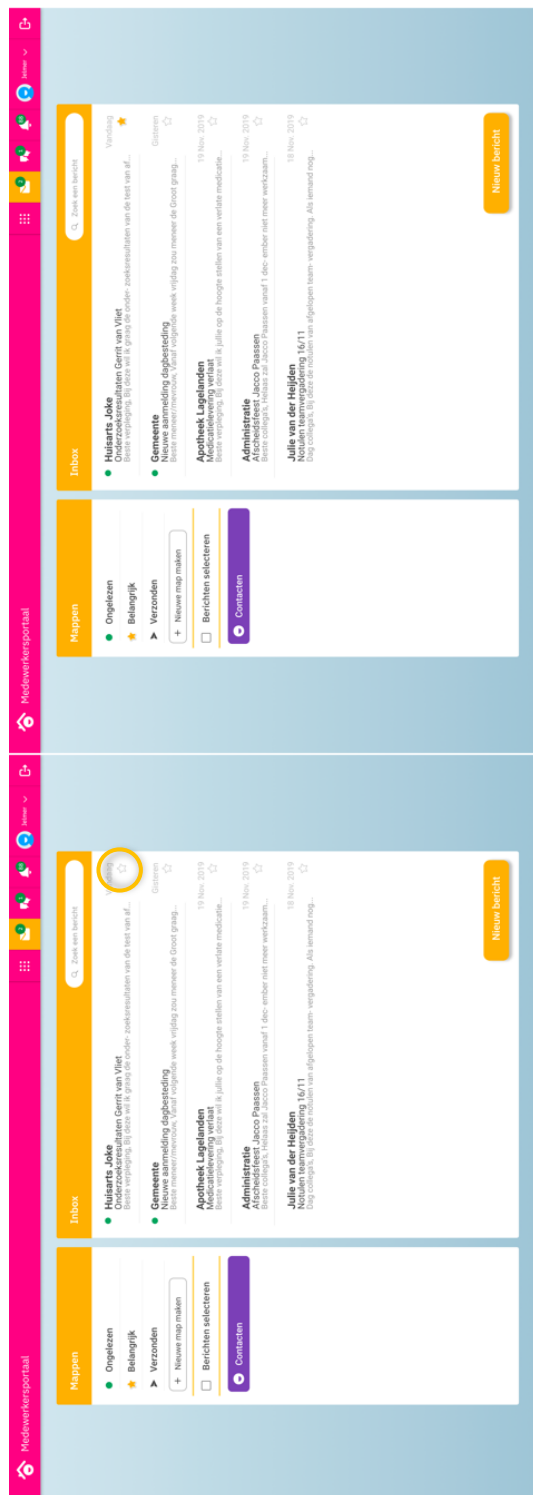 Medewerkersportaal
Jelmer
Mappen
Ongelezen
Belangrijk
Verzonden
+ Nieuwe map maken
Berichten selecteren
Contacten
Inbox
Zoek een bericht
Huisarts Joke
Vandaag
Onderzoeksresultaten Gerrit van Vliet
Beste verpleging, Bij deze wil ik graag de onder- zoeksresultaten van de test van af...
Gemeente
Gisteren
Nieuwe aanmelding dagbesteding
Beste meneer/mevrouw, Vanaf volgende week vrijdag zou meneer de Groot graag...
Apotheek Lagelanden
19 Nov. 2019
Medicatielevering verlaat
Beste verpleging, Bij deze wil ik jullie op de hoogte stellen van een verlate medicatie...
Administratie
19 Nov. 2019
Afscheidsfeest Jacco Paassen
Beste collega's, Helaas zal Jacco Paassen vanaf 1 dec- ember niet meer werkzaam...
Julie van der Heijden
18 Nov. 2019
Notulen teamvergadering 16/11
Dag collega's, Bij deze de notulen van afgelopen team- vergadering. Als iemand nog...
Nieuw bericht
Medewerkersportaal
Jelmer
Mappen
Ongelezen
Belangrijk
Verzonden
+ Nieuwe map maken
Berichten selecteren
Contacten
Inbox
Zoek een bericht
Huisarts Joke
Vandaag
Onderzoeksresultaten Gerrit van Vliet
Beste verpleging, Bij deze wil ik graag de onder- zoeksresultaten van de test van af...
Gemeente
Gisteren
Nieuwe aanmelding dagbesteding
Beste meneer/mevrouw, Vanaf volgende week vrijdag zou meneer de Groot graag...
Apotheek Lagelanden
19 Nov. 2019
Medicatielevering verlaat
Beste verpleging, Bij deze wil ik jullie op de hoogte stellen van een verlate medicatie...
Administratie
19 Nov. 2019
Afscheidsfeest Jacco Paassen
Beste collega's, Helaas zal Jacco Paassen vanaf 1 dec- ember niet meer werkzaam...
Julie van der Heijden
18 Nov. 2019
Notulen teamvergadering 16/11
Dag collega's, Bij deze de notulen van afgelopen team- vergadering. Als iemand nog...
Nieuw bericht